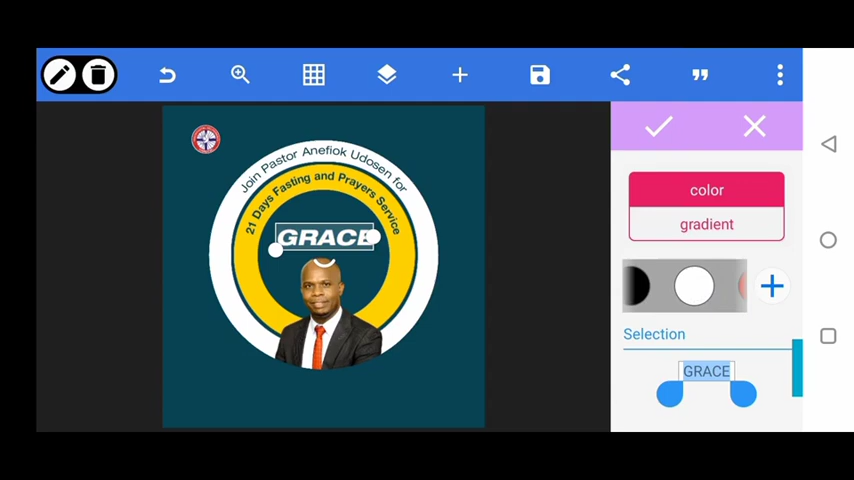 Join Pastor Anefiok Udosen for
21 Days Fasting and Prayers Service
GRACE
color
gradient
Selection
GRACE